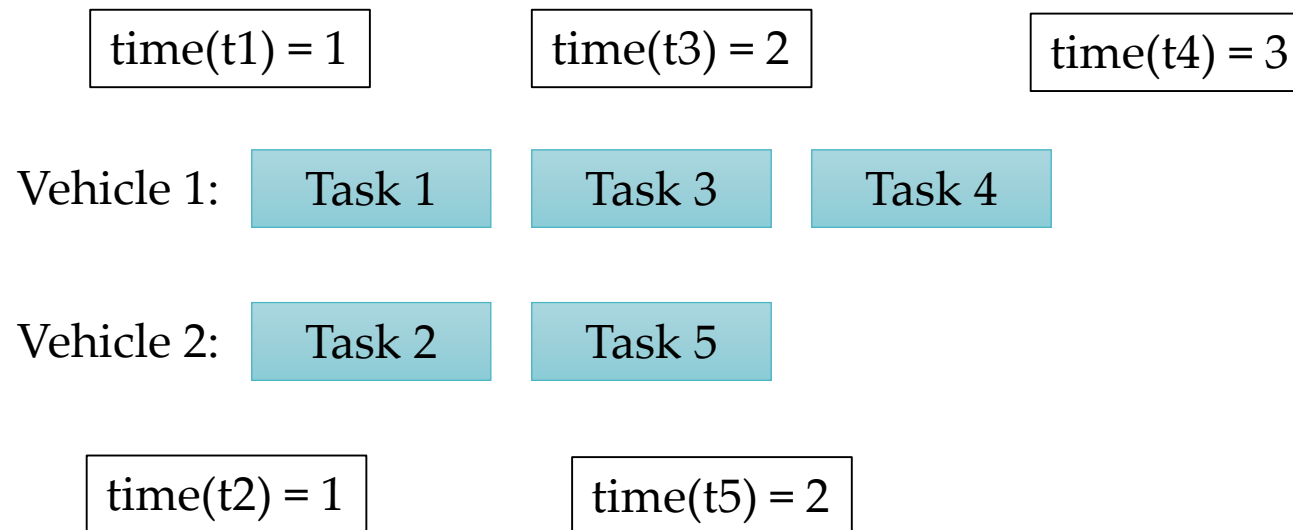 time(t1) = 1
time(t3) = 2
time(t4) = 3
Vehicle 1:
Task 1
Task 3
Task 4
Vehicle 2:
Task 2
Task 5
time(t2) = 1
time(t5) = 2